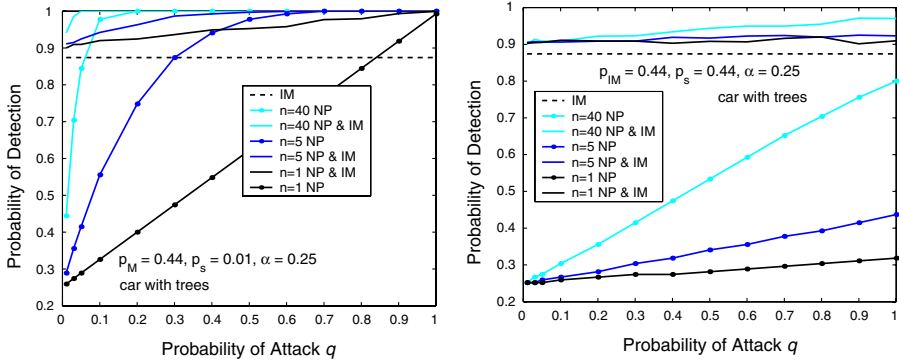 Probability of Detection
1
0.9
0.8
0.7
0.6
0.5
0.4
0.3
0.2
IM
n=40 NP
n=40 NP & IM
n=5 NP
n=5 NP & IM
n=1 NP & IM
n=1 NP
p_M = 0.44, p_s = 0.01, α = 0.25
car with trees
0 0.1 0.2 0.3 0.4 0.5 0.6 0.7 0.8 0.9 1
Probability of Attack q
Probability of Detection
1
0.9
0.8
0.7
0.6
0.5
0.4
0.3
0.2
p_IM = 0.44, p_s = 0.44, α = 0.25
car with trees
IM
n=40 NP
n=40 NP & IM
n=5 NP
n=5 NP & IM
n=1 NP
n=1 NP & IM
0 0.1 0.2 0.3 0.4 0.5 0.6 0.7 0.8 0.9 1
Probability of Attack q